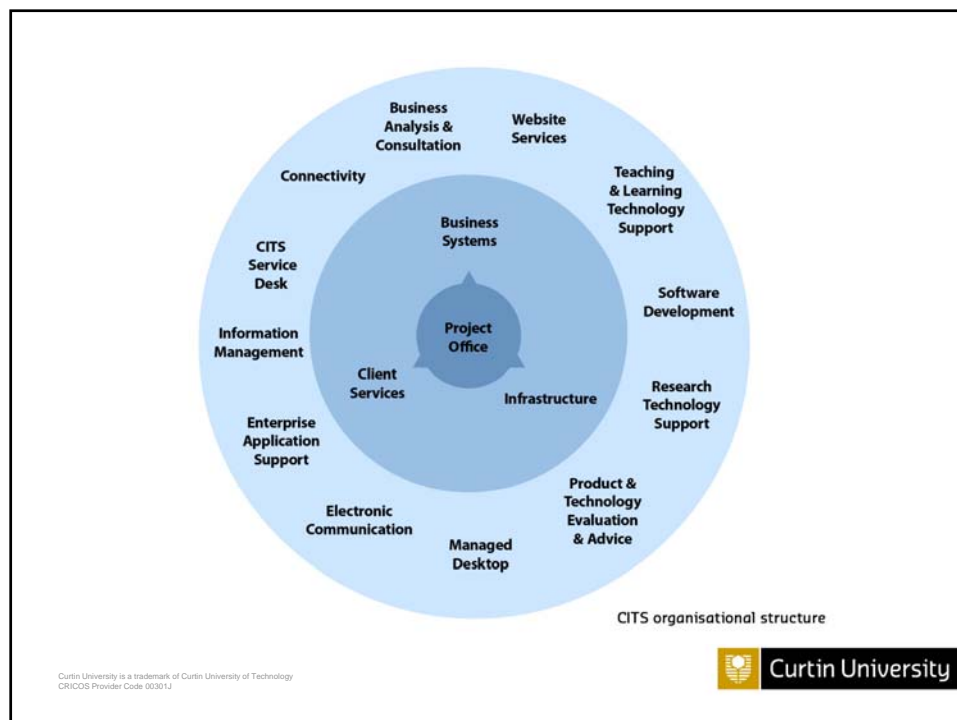 Business
Analysis &
Consultation
Website
Services
Connectivity
Teaching
& Learning
Technology
Support
Business
Systems
CITS
Service
Desk
Software
Development
Project
Office
Information
Management
Client
Services
Infrastructure
Research
Technology
Support
Enterprise
Application
Support
Product &
Technology
Evaluation
& Advice
Electronic
Communication
Managed
Desktop
CITS organisational structure
Curtin University is a trademark of Curtin University of Technology
CRICOS Provider Code 00301J
Curtin University